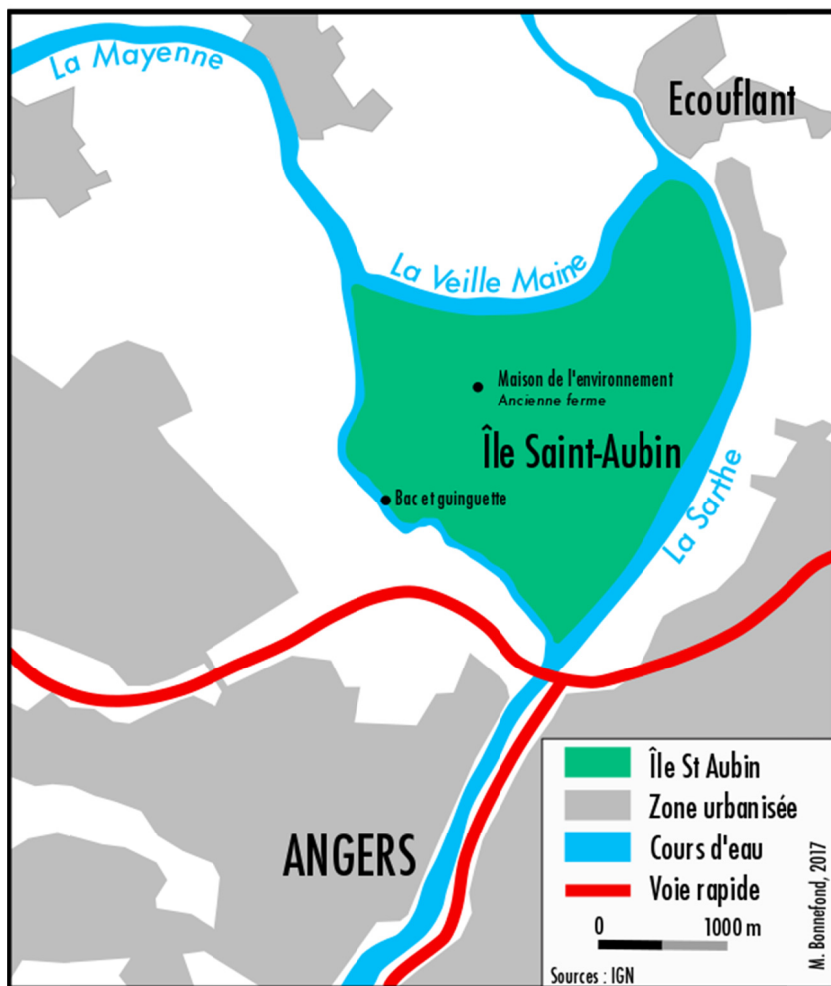 La Mayenne
Ecouflant
La Veille Maine
Maison de l'environnement
Ancienne ferme
Île Saint-Aubin
Bac et guinguette
La Sarthe
ANGERS
Île St Aubin
Zone urbanisée
Cours d'eau
Voie rapide
0 1000 m
Sources : IGN
M. Bonnefond, 2017